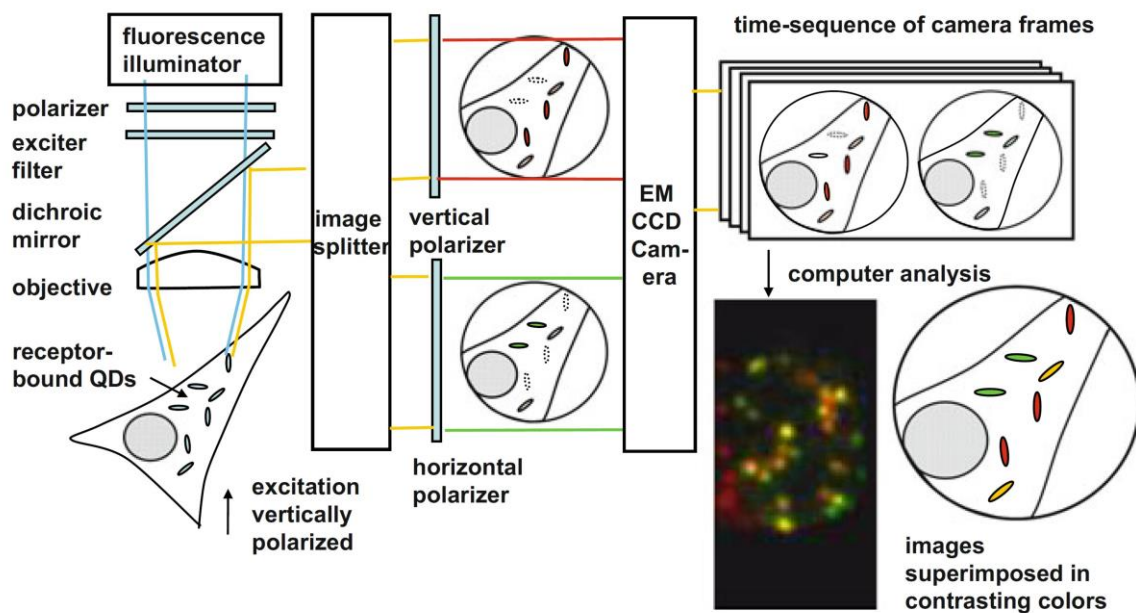 fluorescence
illuminator
polarizer
exciter
filter
dichroic
mirror
objective
receptor-
bound QDs
excitation
vertically
polarized
image
splitter
vertical
polarizer
horizontal
polarizer
EM
CCD
Cam-
era
time-sequence of camera frames
computer analysis
images
superimposed in
contrasting colors